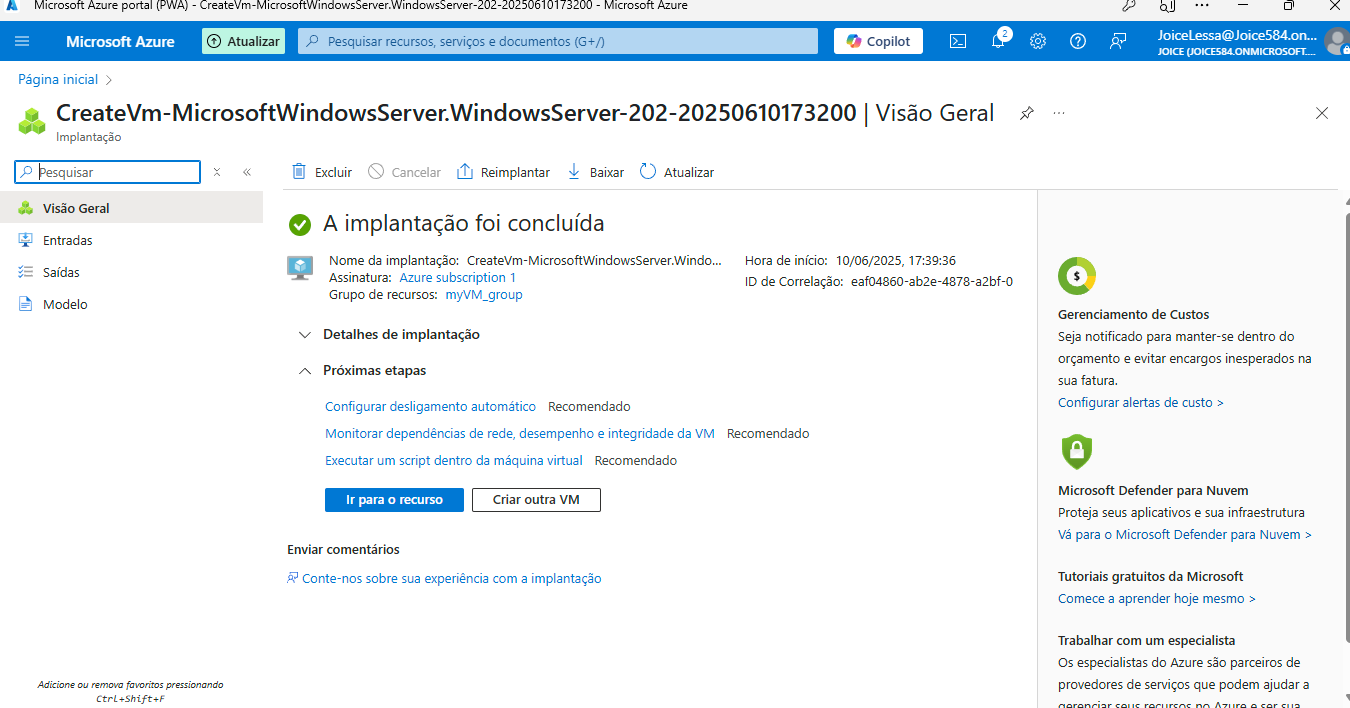 Microsoft Azure portal (PWA) - CreateVm-MicrosoftWindowsServer.WindowsServer-202-20250610173200 - Microsoft Azure
Microsoft Azure
Atualizar
Pesquisar recursos, serviços e documentos (G+/)
Copilot
2
JoiceLessa@Joice584.on...
JOICE (JOICE584.ONMICROSOFT....
Página inicial
CreateVm-MicrosoftWindowsServer.WindowsServer-202-20250610173200 | Visão Geral
Implantação
Pesquisar
Excluir
Cancelar
Reimplantar
Baixar
Atualizar
Visão Geral
Entradas
Saídas
Modelo
A implantação foi concluída
Nome da implantação: CreateVm-MicrosoftWindowsServer.Windo...
Assinatura: Azure subscription 1
Grupo de recursos: myVM_group
Hora de início: 10/06/2025, 17:39:36
ID de Correlação: eaf04860-ab2e-4878-a2bf-0
Detalhes de implantação
Próximas etapas
Configurar desligamento automático Recomendado
Monitorar dependências de rede, desempenho e integridade da VM Recomendado
Executar um script dentro da máquina virtual Recomendado
Ir para o recurso
Criar outra VM
Enviar comentários
Conte-nos sobre sua experiência com a implantação
$
Gerenciamento de Custos
Seja notificado para manter-se dentro do
orçamento e evitar encargos inesperados na
sua fatura.
Configurar alertas de custo >
Microsoft Defender para Nuvem
Proteja seus aplicativos e sua infraestrutura
Vá para o Microsoft Defender para Nuvem >
Tutoriais gratuitos da Microsoft
Comece a aprender hoje mesmo >
Trabalhar com um especialista
Os especialistas do Azure são parceiros de
provedores de serviços que podem ajudar a
gerenciar seus recursos no Azure e ser sua
Adicione ou remova favoritos pressionando
Ctrl+Shift+F